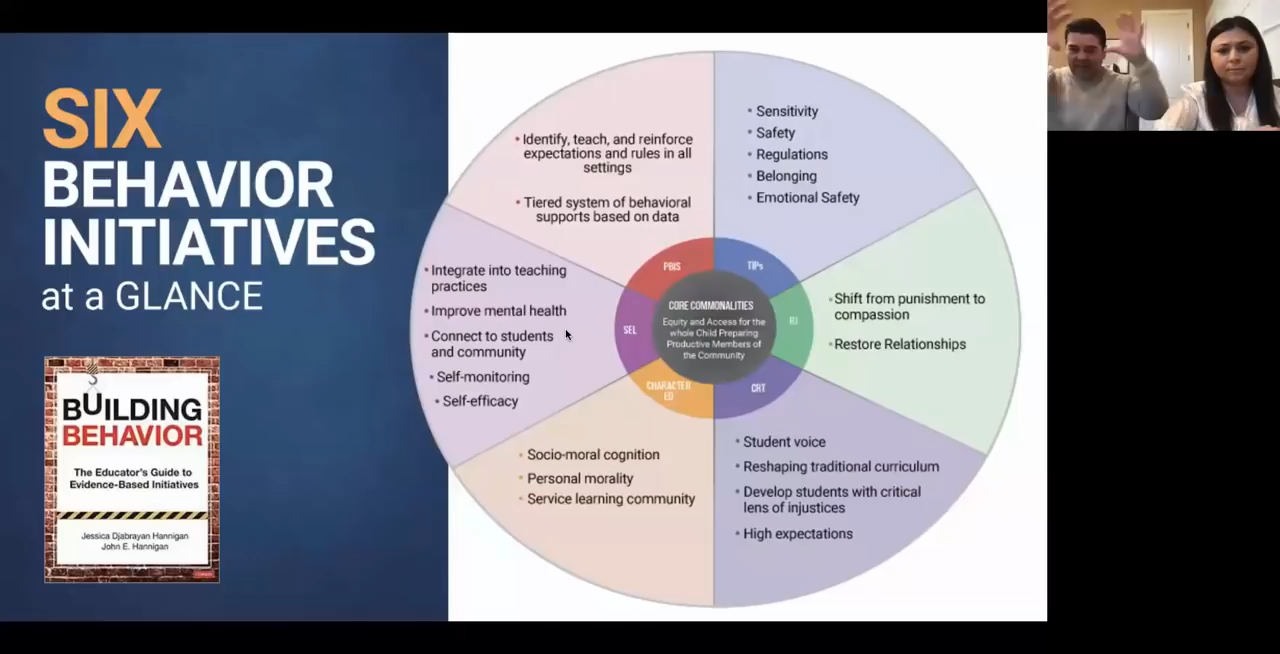 SIX
BEHAVIOR
INITIATIVES
at a GLANCE
BUILDING
BEHAVIOR
The Educator's Guide to
Evidence-Based Initiatives
Jessica Djabrayan Hannigan
John E. Hannigan
• Identify, teach, and reinforce
expectations and rules in all
settings
• Tiered system of behavioral
supports based on data
• Sensitivity
• Safety
• Regulations
• Belonging
• Emotional Safety
• Shift from punishment to
compassion
• Restore Relationships
• Student voice
• Reshaping traditional curriculum
• Develop students with critical
lens of injustices
• High expectations
• Socio-moral cognition
• Personal morality
• Service learning community
• Integrate into teaching
practices
• Improve mental health
• Connect to students
and community
• Self-monitoring
• Self-efficacy
PBIS
TIPs
RJ
CRT
CHARACTER
ED
SEL
CORE COMMONALITIES
Equity and Access for the
whole Child Preparing
Productive Members of
the Community